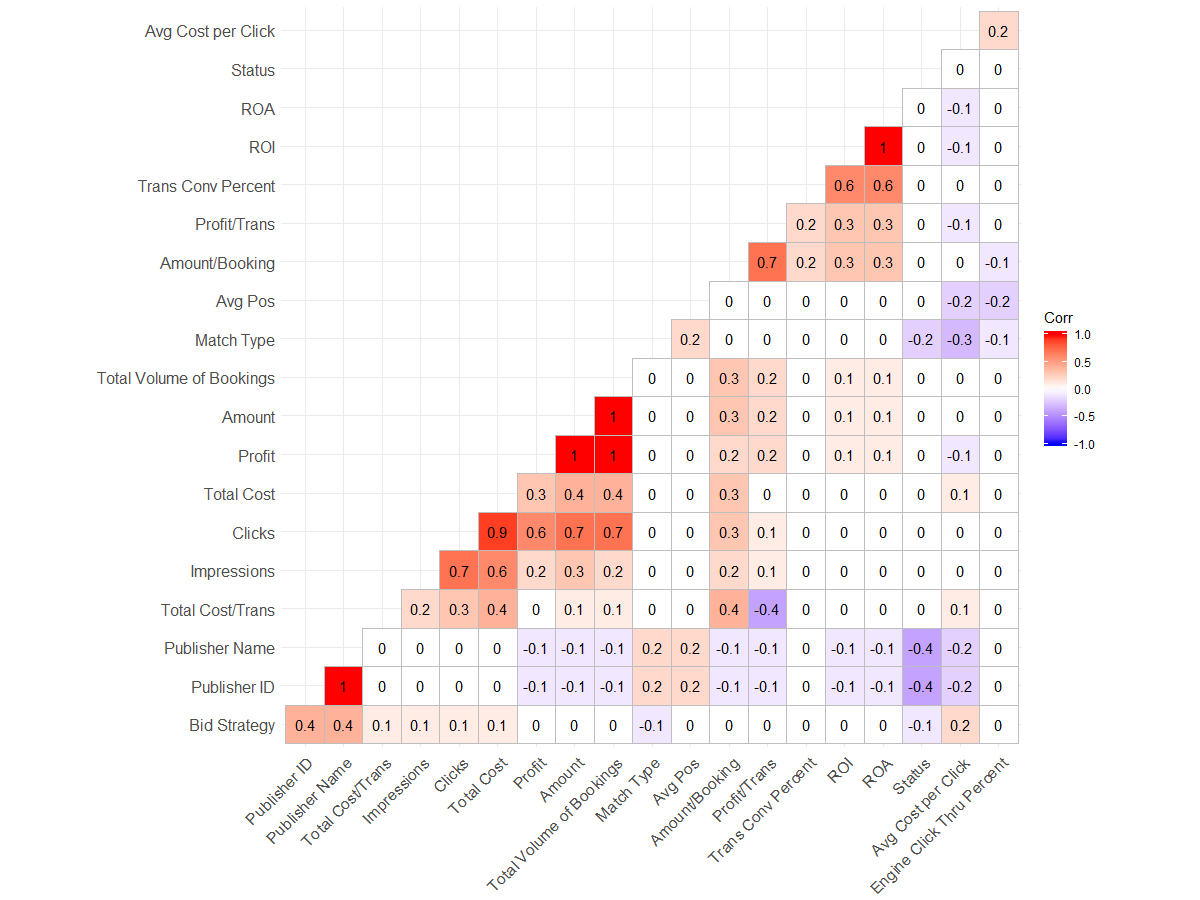 Avg Cost per Click 0.2
Status 0 0
ROA 0 -0.1 0
ROI 1 0 -0.1 0
Trans Conv Percent 0.6 0.6 0 0 0
Profit/Trans 0.2 0.3 0.3 0 -0.1 0
Amount/Booking 0.7 0.2 0.3 0.3 0 0 -0.1
Avg Pos 0 0 0 0 0 0 -0.2 -0.2
Match Type 0.2 0 0 0 0 0 -0.2 -0.3 -0.1
Total Volume of Bookings 0 0 0.3 0.2 0 0.1 0.1 0 0 0
Amount 1 0 0 0.3 0.2 0 0.1 0.1 0 0 0
Profit 1 1 0 0 0.2 0.2 0 0.1 0.1 0 -0.1 0
Total Cost 0.3 0.4 0.4 0 0 0.3 0 0 0 0 0 0.1 0
Clicks 0.9 0.6 0.7 0.7 0 0 0.3 0.1 0 0 0 0 0 0
Impressions 0.7 0.6 0.2 0.3 0.2 0 0 0.2 0.1 0 0 0 0 0 0
Total Cost/Trans 0.2 0.3 0.4 0 0.1 0.1 0 0 0.4 -0.4 0 0 0 0 0.1 0
Publisher Name 0 0 0 0 -0.1 -0.1 -0.1 0.2 0.2 -0.1 -0.1 0 -0.1 -0.1 -0.4 -0.2 0
Publisher ID 1 0 0 0 0 -0.1 -0.1 -0.1 0.2 0.2 -0.1 -0.1 0 -0.1 -0.1 -0.4 -0.2 0
Bid Strategy 0.4 0.4 0.1 0.1 0.1 0.1 0 0 0 -0.1 0 0 0 0 0 0 -0.1 0.2 0
Publisher ID
Publisher Name
Total Cost/Trans
Impressions
Clicks
Total Cost
Profit
Amount
Total Volume of Bookings
Match Type
Avg Pos
Amount/Booking
Profit/Trans
Trans Conv Percent
ROI
ROA
Status
Avg Cost per Click
Engine Click Thru Percent
Corr
1.0
0.5
0.0
-0.5
-1.0